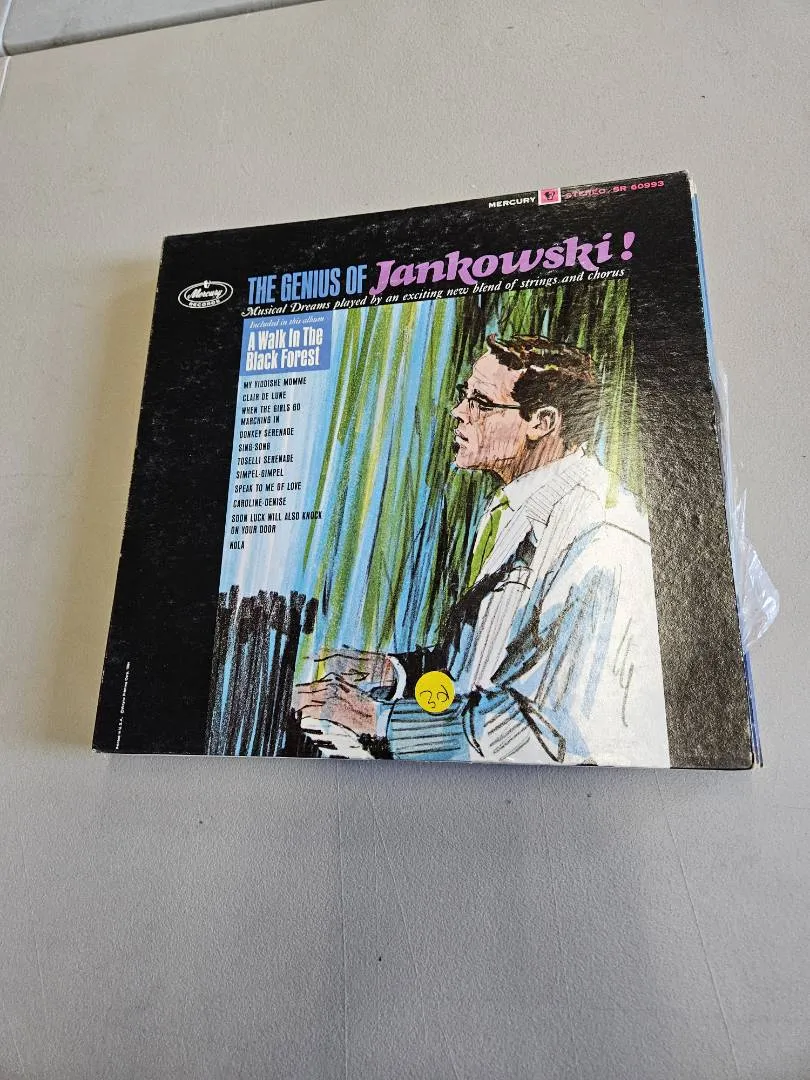 MERCURY STEREO, SR 60993
Mercury
RECORDS
THE GENIUS OF Jankowski!
Musical Dreams played by an exciting new blend of strings and chorus
Included in this album
A Walk In The
Black Forest
MY YIDDISHE MOMME
CLAIR DE LUNE
WHEN THE GIRLS GO
MARCHING IN
DONKEY SERENADE
SING-SONG
TOSELLI SERENADE
SIMPEL-GIMPEL
SPEAK TO ME OF LOVE
CAROLINE-DENISE
SOON LUCK WILL ALSO KNOCK
ON YOUR DOOR
NOLA